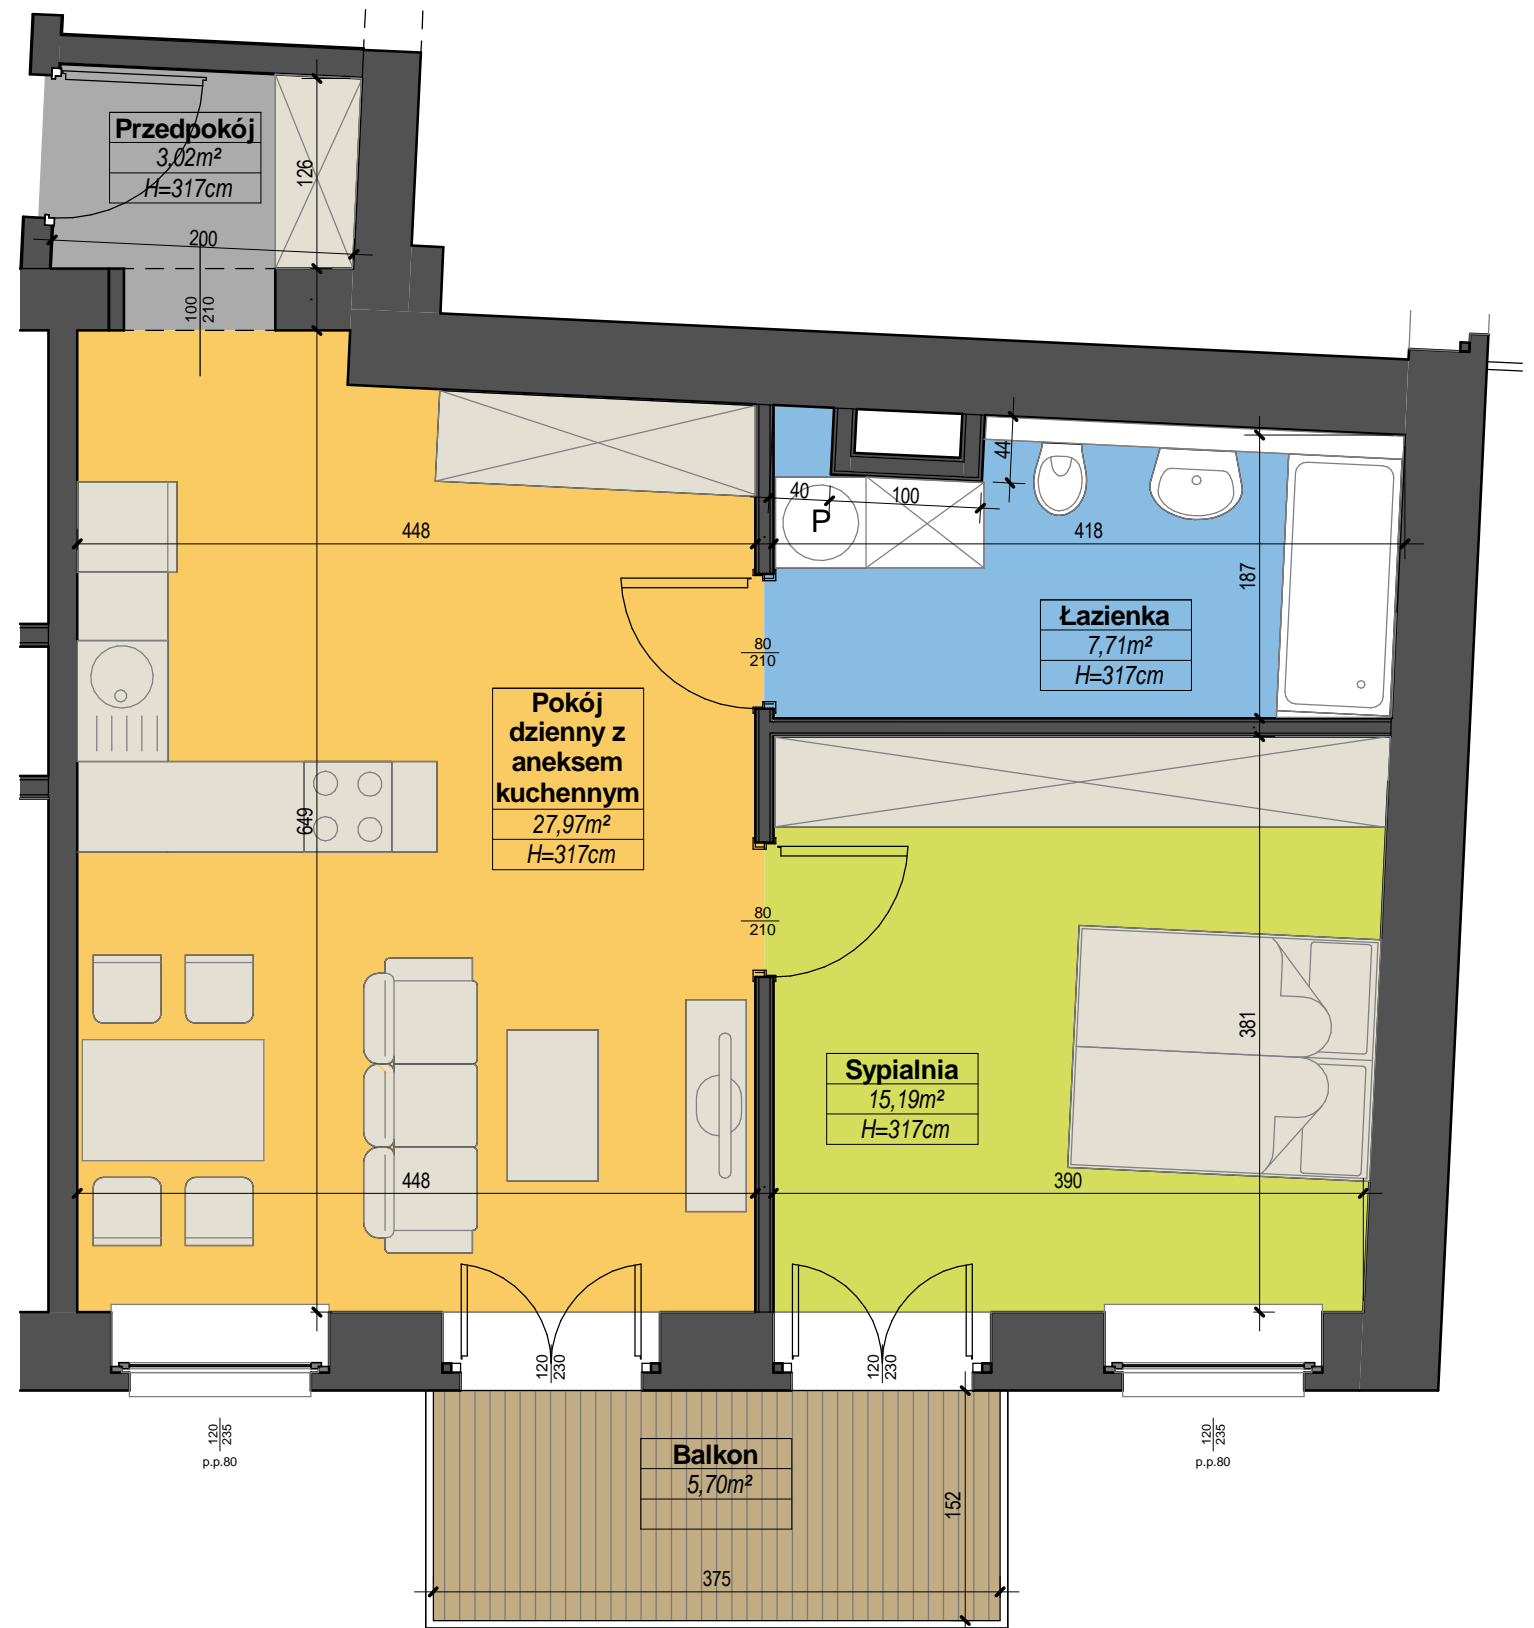 Przedpokój
3,02m²
H=317cm
126
200
100
210
44
40
100
P
448
418
187
80
210
Łazienka
7,71m²
H=317cm
Pokój
dzienny z
aneksem
kuchennym
27,97m²
H=317cm
649
80
210
381
Sypialnia
15,19m²
H=317cm
448
390
120
230
120
230
120
235
p.p.80
120
235
p.p.80
Balkon
5,70m²
152
375